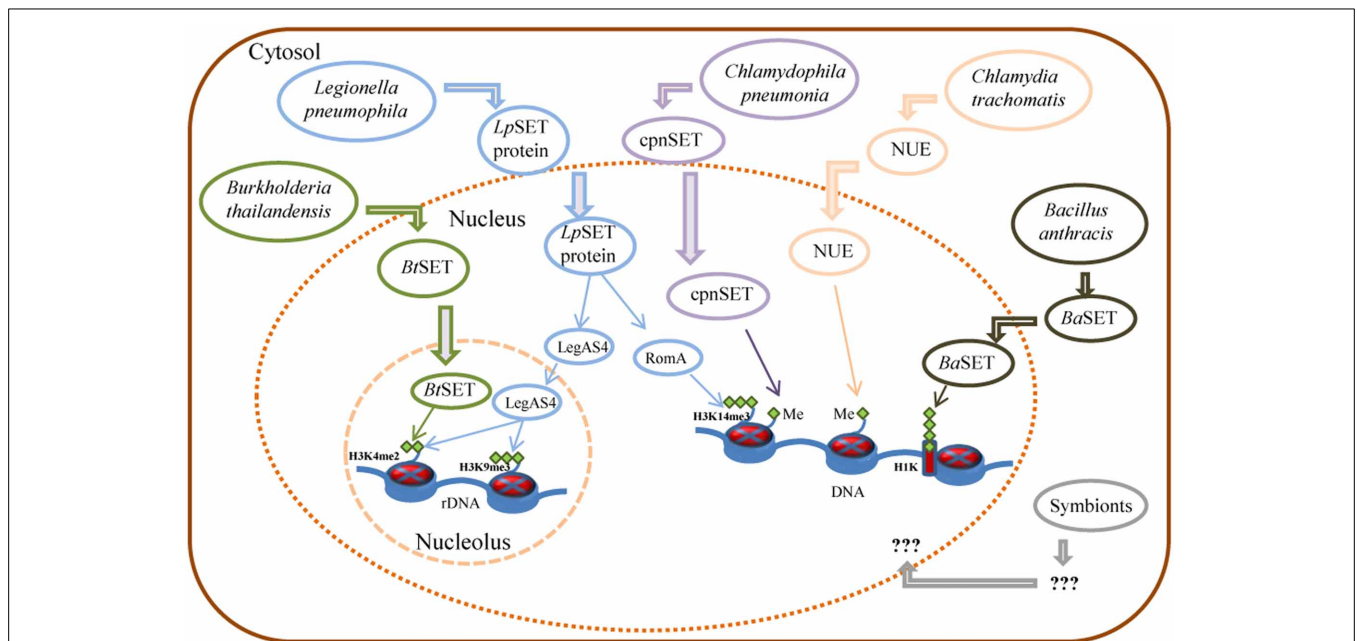 Cytosol
Legionella
pneumophila
LpSET
protein
Chlamydophila
pneumonia
cpnSET
Chlamydia
trachomatis
NUE
Burkholderia
thailandensis
Nucleus
BtSET
LpSET
protein
cpnSET
NUE
Bacillus
anthracis
BaSET
BaSET
LegAS4
RomA
BtSET
LegAS4
H3K14me3
Me
Me
H3K4me2
H3K9me3
H1K
rDNA
DNA
Nucleolus
Symbionts
???
???